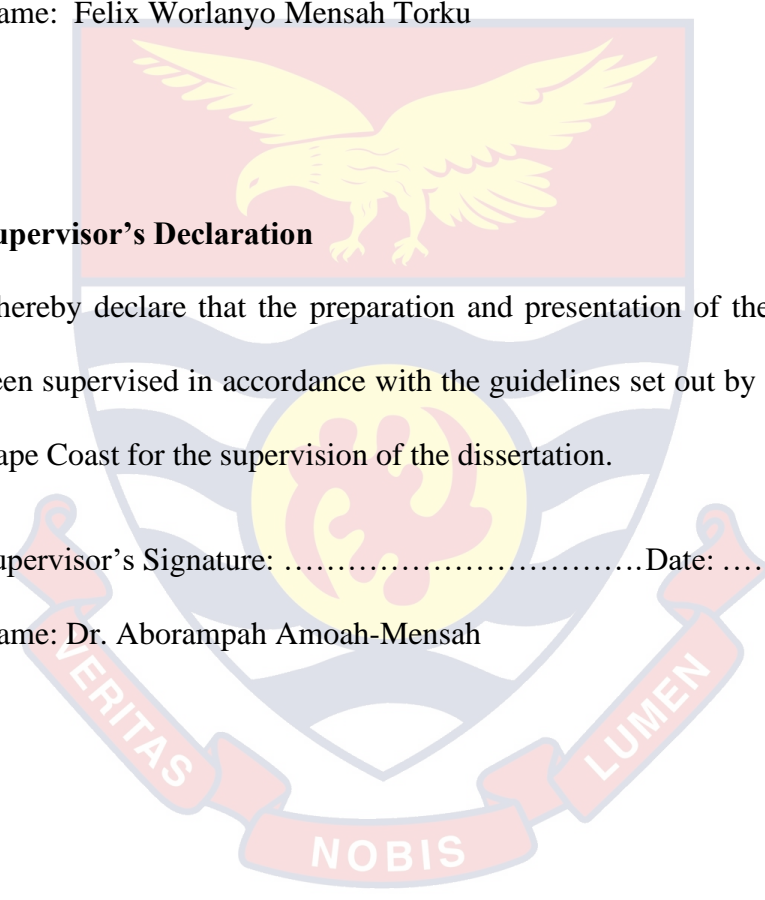 ame: Felix Worlanyo Mensah Torku
upervisor’s Declaration
hereby declare that the preparation and presentation of the
een supervised in accordance with the guidelines set out by
ape Coast for the supervision of the dissertation.
upervisor’s Signature: ……………………………Date: …..
ame: Dr. Aborampah Amoah-Mensah
VERITAS
NOBIS
LUMEN